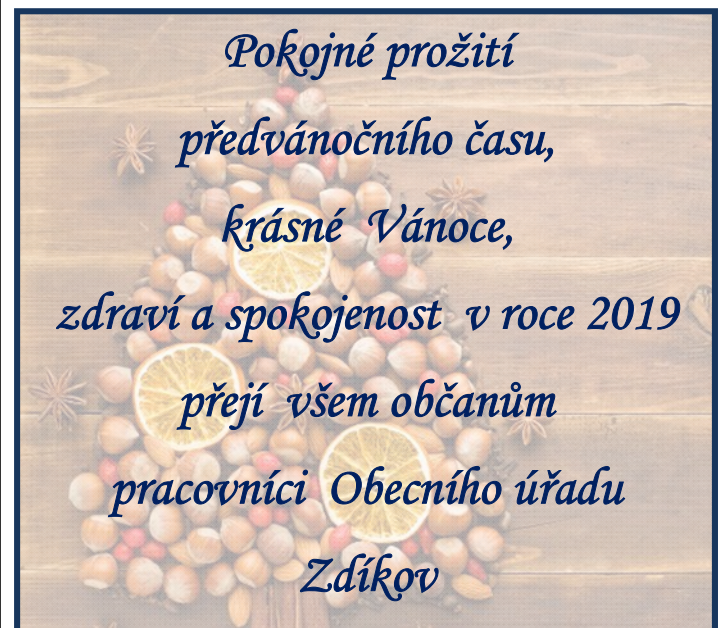 Pokojné prožití
předvánočního času,
krásné Vánoce,
zdraví a spokojenost v roce 2019
přejí všem občanům
pracovníci Obecního úřadu
Zdíkov